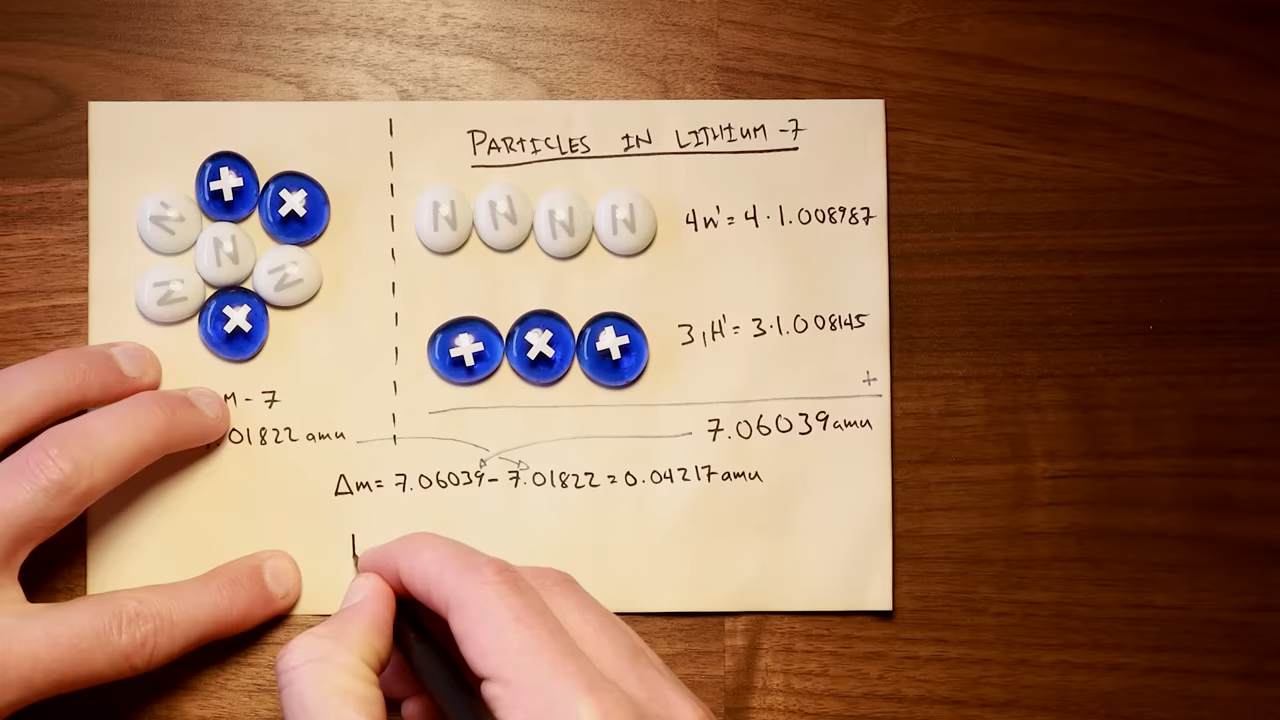 PARTICLES IN LITHIUM-7
N N N N N N N N
4n' = 4 · 1.008987
3₁H' = 3·1.008145
+
M-7
.01822 amu
7.06039 amu
Δm = 7.06039 - 7.01822 = 0.04217 amu